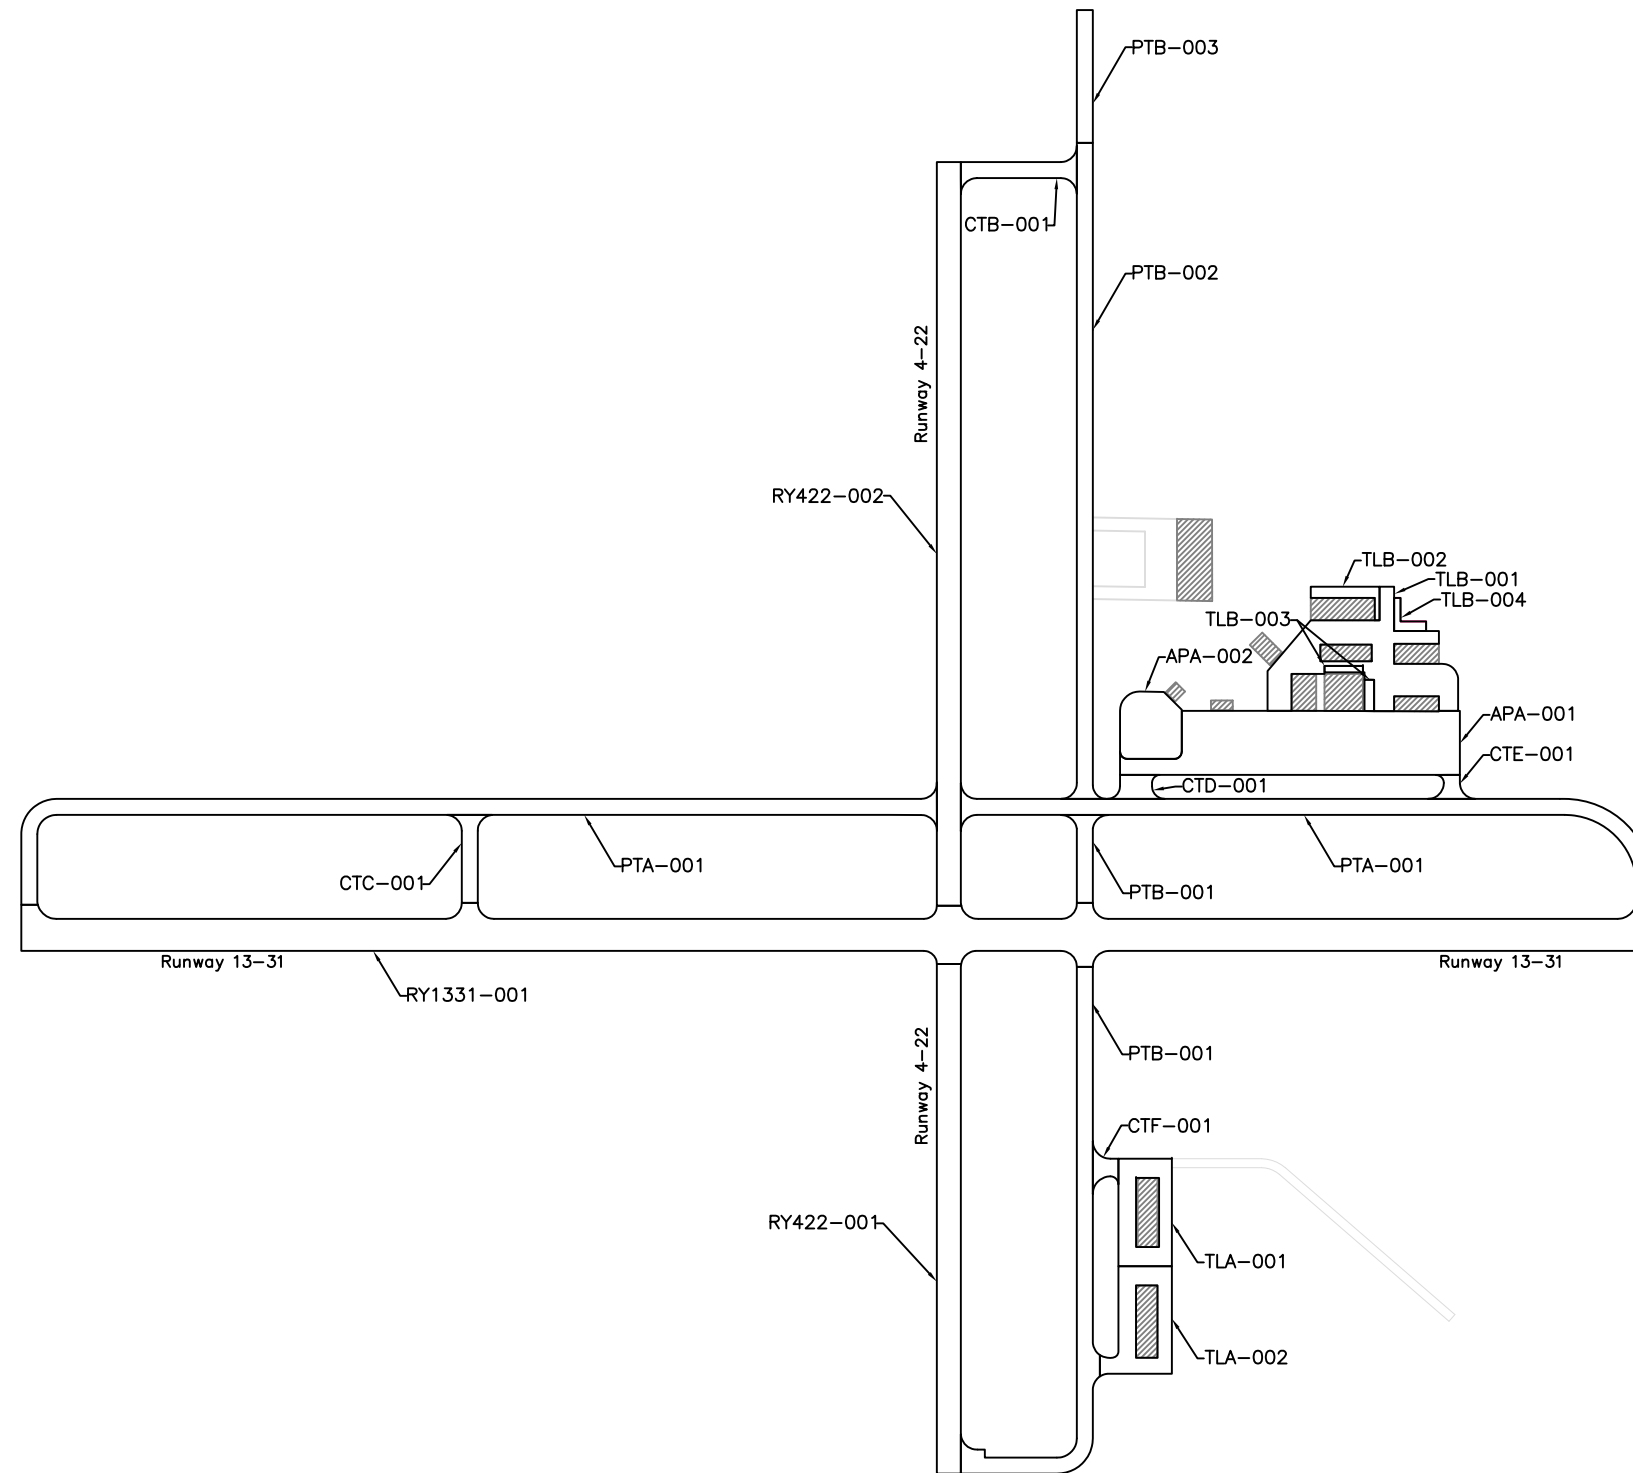 PTB-003
CTB-001
PTB-002
Runway 4-22
RY422-002
TLB-002
TLB-001
TLB-004
TLB-003
APA-002
APA-001
CTE-001
CTD-001
PTA-001
PTA-001
CTC-001
PTB-001
Runway 13-31
Runway 13-31
RY1331-001
Runway 4-22
PTB-001
CTF-001
RY422-001
TLA-001
TLA-002